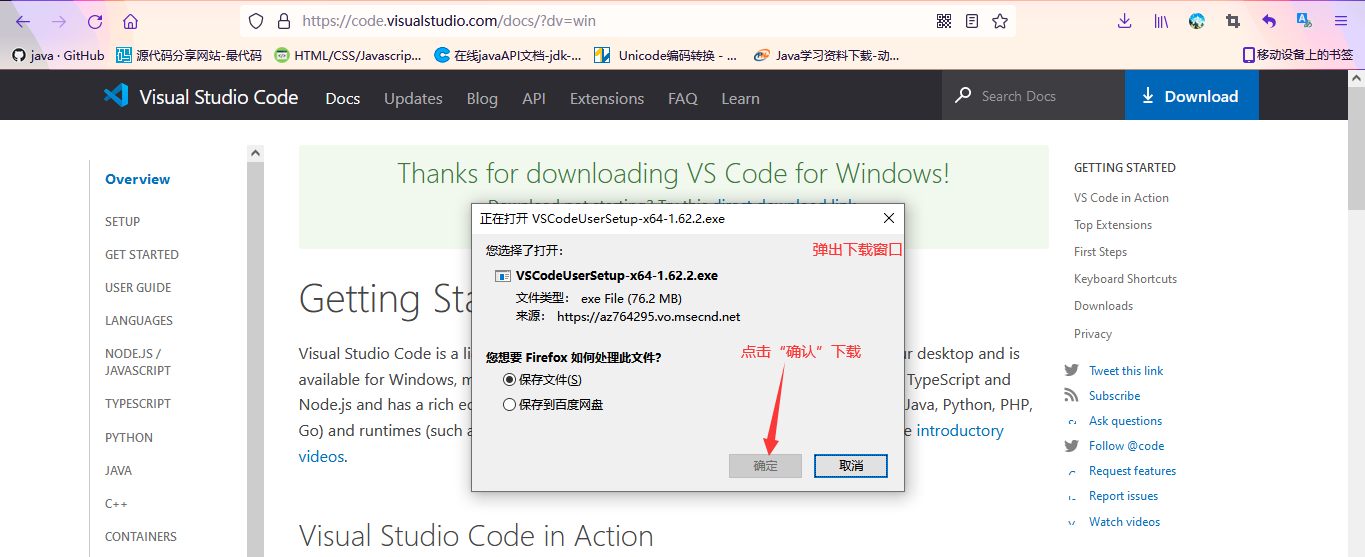 https://code.visualstudio.com/docs/?dv=win
java · GitHub
源代码分享网站-最代码
HTML/CSS/Javascrip...
在线javaAPI文档-jdk-...
Unicode编码转换 - ...
Java学习资料下载-动...
移动设备上的书签
Visual Studio Code
Docs
Updates
Blog
API
Extensions
FAQ
Learn
Search Docs
Download
Overview
SETUP
GET STARTED
USER GUIDE
LANGUAGES
NODE.JS /
JAVASCRIPT
TYPESCRIPT
PYTHON
JAVA
C++
CONTAINERS
Thanks for downloading VS Code for Windows!
Download not starting? Try this direct download link.
Getting Sta
Visual Studio Code is a li
ur desktop and is
available for Windows, m
TypeScript and
Node.js and has a rich ec
Java, Python, PHP,
Go) and runtimes (such a
e introductory
videos.
Visual Studio Code in Action
正在打开 VSCodeUserSetup-x64-1.62.2.exe
您选择了打开:
弹出下载窗口
VSCodeUserSetup-x64-1.62.2.exe
文件类型: exe File (76.2 MB)
来源: https://az764295.vo.msecnd.net
您想要 Firefox 如何处理此文件?
点击“确认”下载
保存文件(S)
保存到百度网盘
确定
取消
GETTING STARTED
VS Code in Action
Top Extensions
First Steps
Keyboard Shortcuts
Downloads
Privacy
Tweet this link
Subscribe
Ask questions
Follow @code
Request features
Report issues
Watch videos